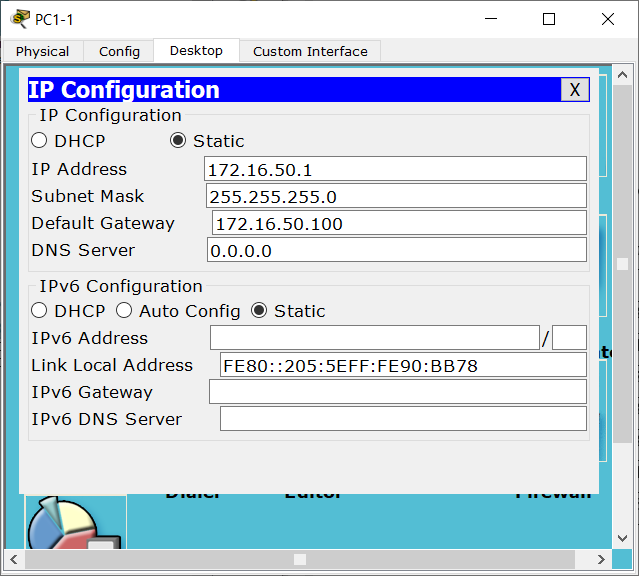 PC1-1
Physical Config Desktop Custom Interface
IP Configuration X
IP Configuration
DHCP Static
IP Address 172.16.50.1
Subnet Mask 255.255.255.0
Default Gateway 172.16.50.100
DNS Server 0.0.0.0
IPv6 Configuration
DHCP Auto Config Static
IPv6 Address /
Link Local Address FE80::205:5EFF:FE90:BB78
IPv6 Gateway
IPv6 DNS Server
Dialer Editor Firewall